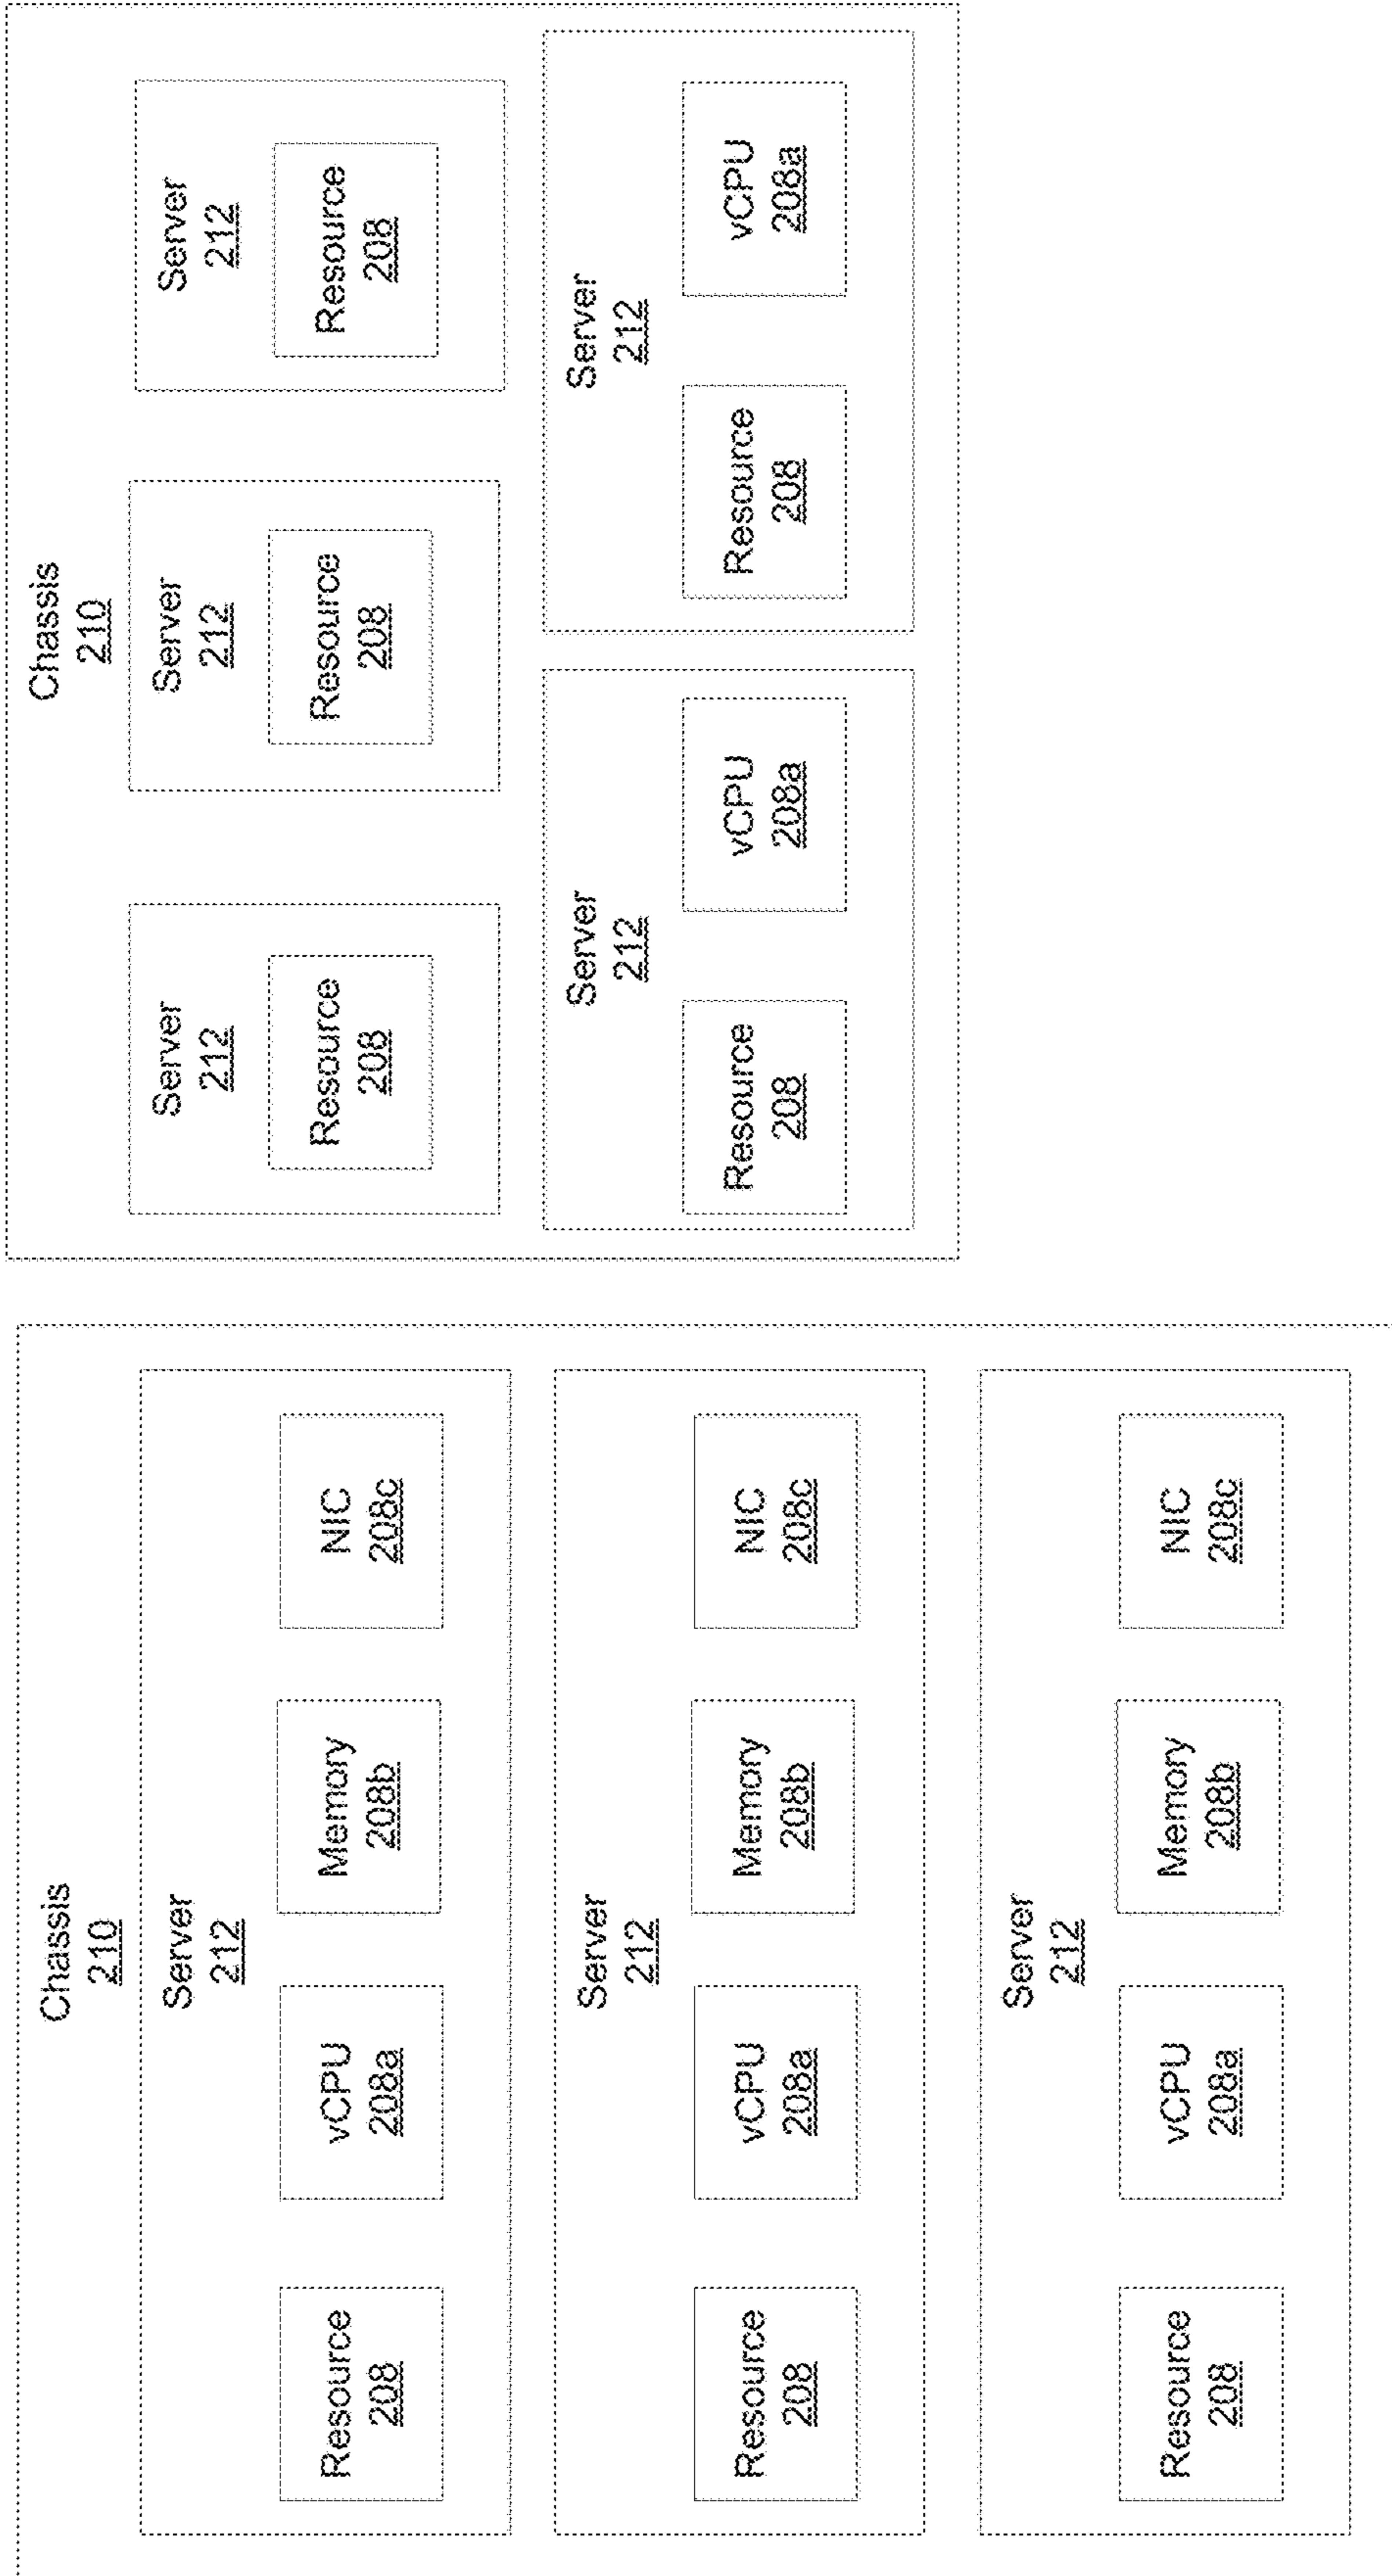 Chassis
210
Server
212
Resource
208
vCPU
208a
Memory
208b
NIC
208c
Server
212
Resource
208
vCPU
208a
Memory
208b
NIC
208c
Server
212
Resource
208
vCPU
208a
Memory
208b
NIC
208c
Chassis
210
Server
212
Resource
208
Server
212
Resource
208
Server
212
Resource
208
Server
212
Resource
208
vCPU
208a
Server
212
Resource
208
vCPU
208a